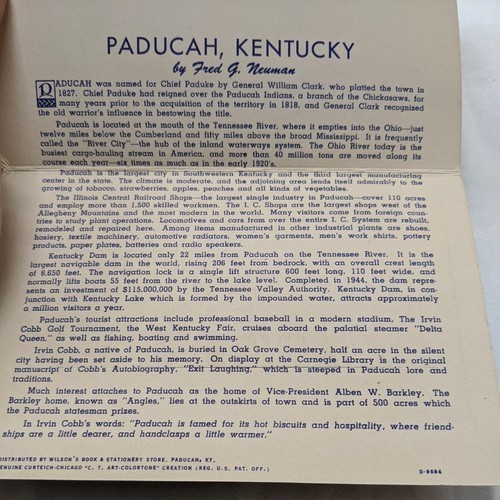 PADUCAH, KENTUCKY
by Fred G. Neuman
PADUCAH was named for Chief Paduke by General William Clark, who platted the town in
1827. Chief Paduke had reigned over the Paducah Indians, a branch of the Chickasaws, for
many years prior to the acquisition of the territory in 1818, and General Clark recognised
the old warrior's influence in bestowing the title.
Paducah is located at the mouth of the Tennessee River, where it empties into the Ohio—just
twelve miles below the Cumberland and fifty miles above the broad Mississippi. It is frequently
called the "River City"—the hub of the inland waterways system. The Ohio River today is the
busiest cargo-hauling stream in America, and more than 40 million tons are moved along its
course each year—six times as much as in the early 1920's.
Paducah is the largest city in Southwestern Kentucky and the third largest manufacturing
center in the state. The climate is moderate, and the adjoining area lends itself admirably to the
growing of tobacco, strawberries, apples, peaches and all kinds of vegetables.
The Illinois Central Railroad Shops—the largest single industry in Paducah—cover 110 acres
and employ more than 1,500 skilled workmen. The I. C. Shops are the largest shops west of the
Allegheny Mountains and the most modern in the world. Many visitors come from foreign coun-
tries to study plant operations. Locomotives and cars from over the entire I. C. System are rebuilt,
remodeled and repaired here. Among items manufactured in other industrial plants are shoes,
hosiery, textile machinery, automotive radiators, women's garments, men's work shirts, pottery
products, paper plates, batteries and radio speakers.
Kentucky Dam is located only 22 miles from Paducah on the Tennessee River. It is the
largest navigable dam in the world, rising 206 feet from bedrock, with an overall crest length
of 8,650 feet. The navigation lock is a single lift structure 600 feet long, 110 feet wide, and
normally lifts boats 55 feet from the river to the lake level. Completed in 1944, the dam repre-
sents an investment of $115,000,000 by the Tennessee Valley Authority. Kentucky Dam, in con-
junction with Kentucky Lake which is formed by the impounded water, attracts approximately
a million visitors a year.
Paducah's tourist attractions include professional baseball in a modern stadium, The Irvin
Cobb Golf Tournament, the West Kentucky Fair, cruises aboard the palatial steamer "Delta
Queen," as well as fishing, boating and swimming.
Irvin Cobb, a native of Paducah, is buried in Oak Grove Cemetery, half an acre in the silent
city having been set aside to his memory. On display at the Carnegie Library is the original
manuscript of Cobb's Autobiography, "Exit Laughing," which is steeped in Paducah lore and
traditions.
Much interest attaches to Paducah as the home of Vice-President Alben W. Barkley. The
Barkley home, known as "Angles," lies at the outskirts of town and is part of 500 acres which
the Paducah statesman prizes.
In Irvin Cobb's words: "Paducah is famed for its hot biscuits and hospitality, where friend-
ships are a little dearer, and handclasps a little warmer."
DISTRIBUTED BY WILSON'S BOOK & STATIONERY STORE, PADUCAH, KY.
GENUINE CURTEICH-CHICAGO "C. T. ART-COLORTONE" CREATION (REG. U.S. PAT. OFF.)
D-9684